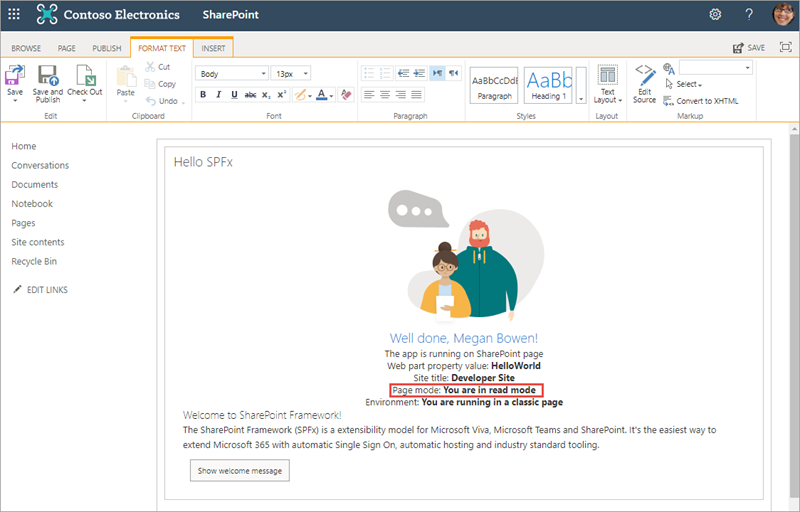 Contoso Electronics SharePoint ?
BROWSE PAGE PUBLISH FORMAT TEXT INSERT SAVE
Save Save and Publish Check Out
Paste Cut Copy Undo
Body 13px
B I U abc x₂ x² A
AaBbCcDdE Paragraph
AaBb Heading 1
Text Layout
Edit Source
Select
Convert to XHTML
Edit Clipboard Font Paragraph Styles Layout Markup
Home
Conversations
Documents
Notebook
Pages
Site contents
Recycle Bin
EDIT LINKS
Hello SPFx
Well done, Megan Bowen!
The app is running on SharePoint page
Web part property value: HelloWorld
Site title: Developer Site
Page mode: You are in read mode
Environment: You are running in a classic page
Welcome to SharePoint Framework!
The SharePoint Framework (SPFx) is a extensibility model for Microsoft Viva, Microsoft Teams and SharePoint. It's the easiest way to
extend Microsoft 365 with automatic Single Sign On, automatic hosting and industry standard tooling.
Show welcome message